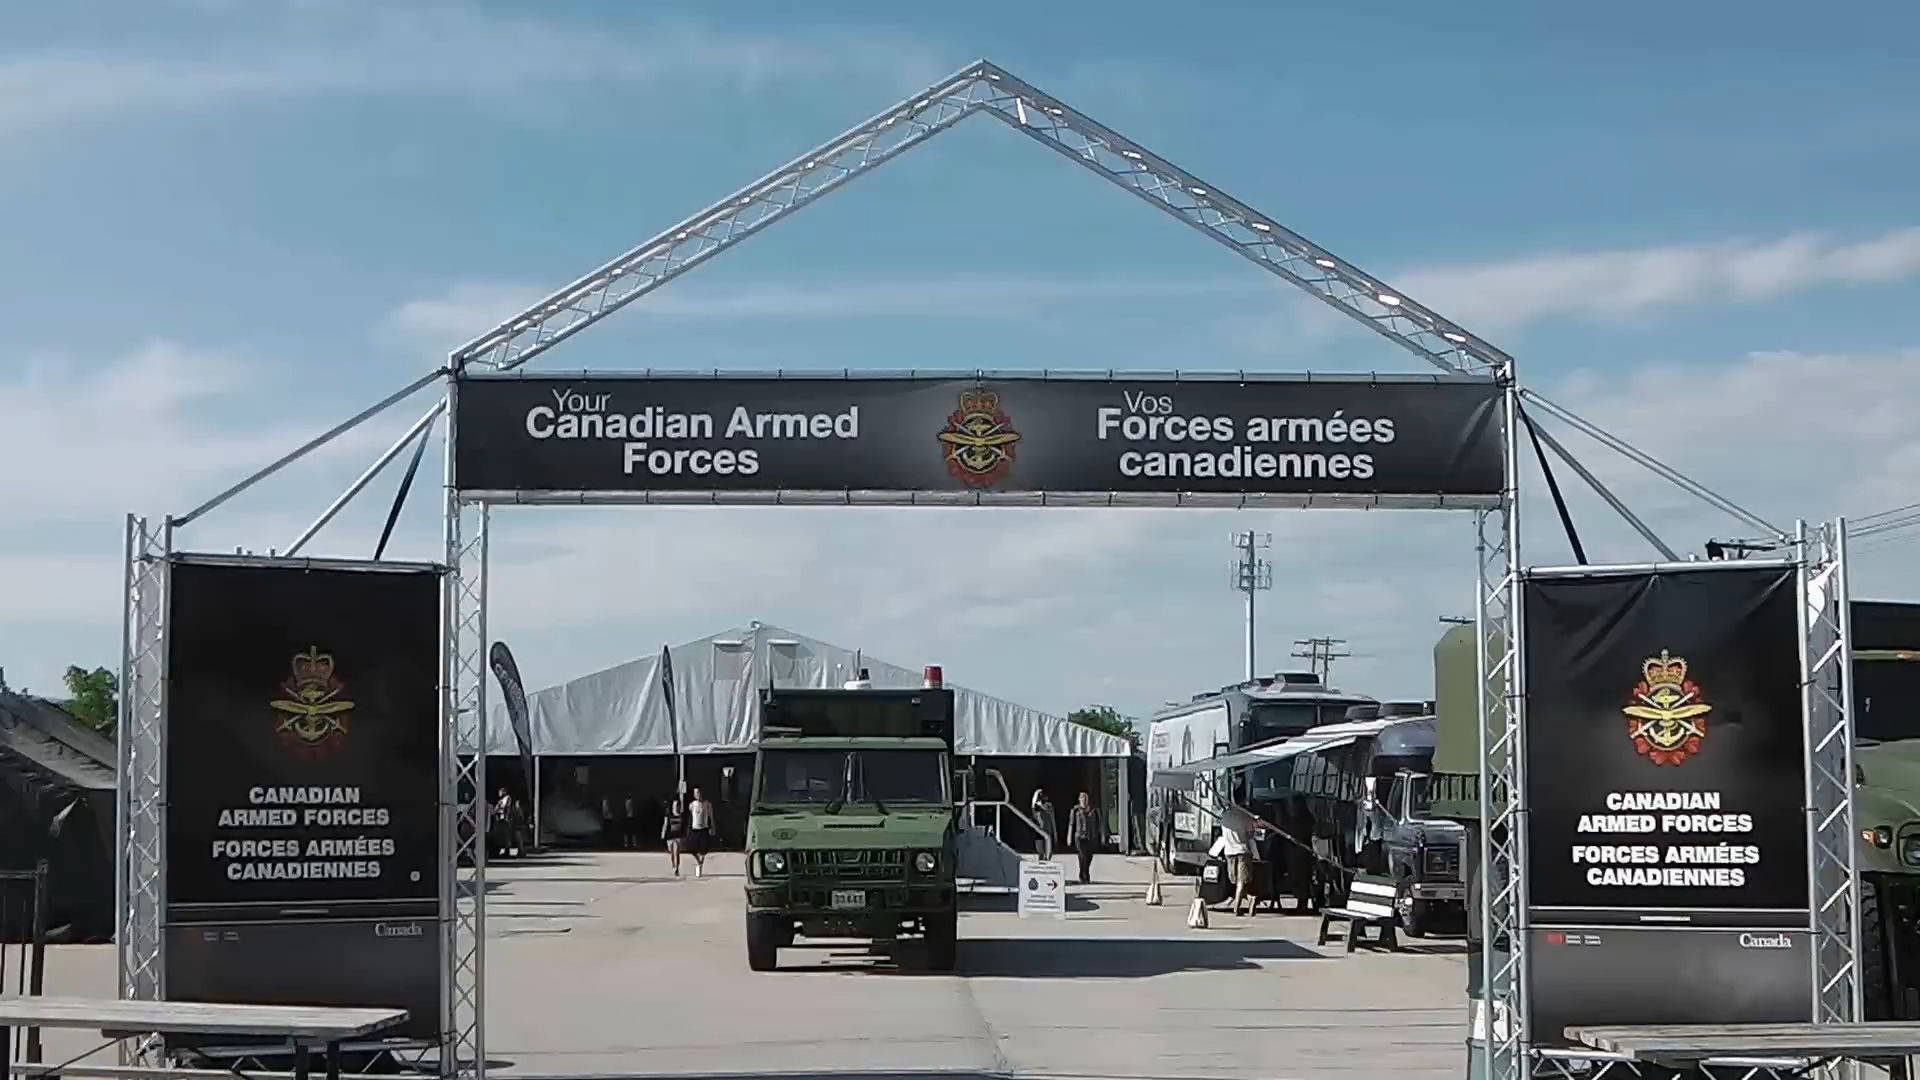 Your
Canadian Armed
Forces
Vos
Forces armées
canadiennes
CANADIAN
ARMED FORCES
FORCES ARMÉES
CANADIENNES
Canada
CANADIAN
ARMED FORCES
FORCES ARMÉES
CANADIENNES
Canada